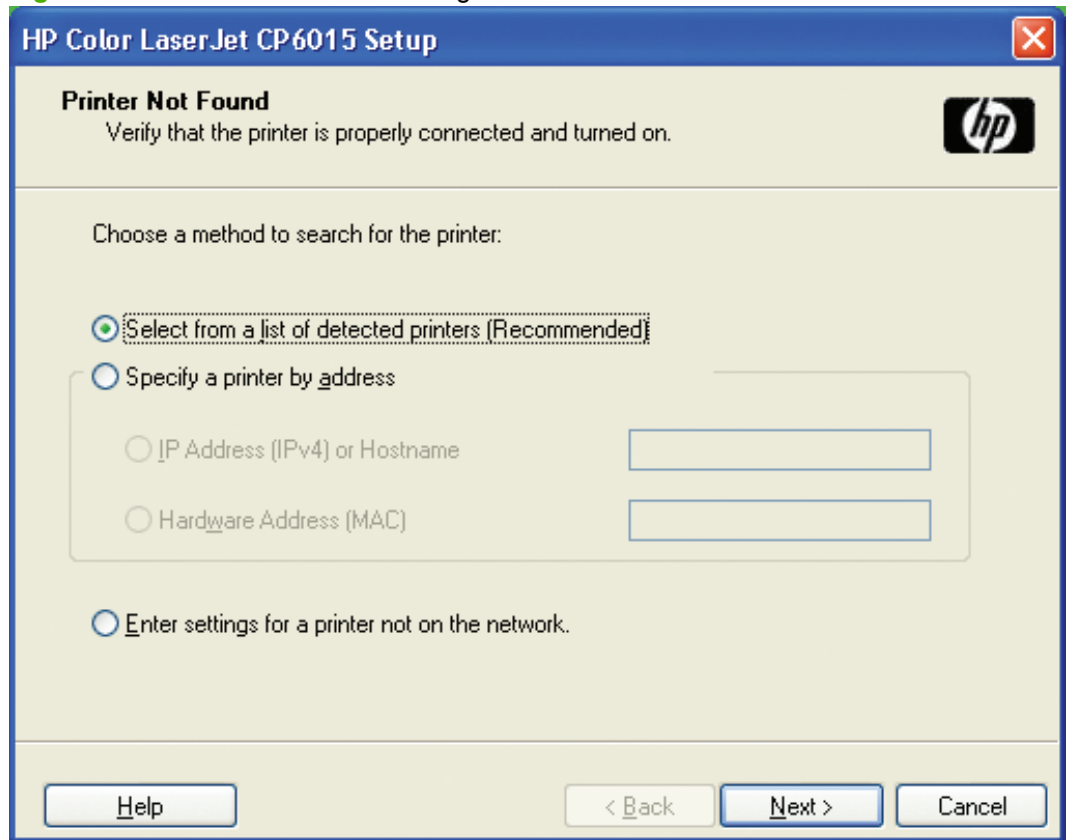 HP Color LaserJet CP6015 Setup
Printer Not Found
Verify that the printer is properly connected and turned on.
hp
Choose a method to search for the printer:
Select from a list of detected printers (Recommended)
Specify a printer by address
IP Address (IPv4) or Hostname
Hardware Address (MAC)
Enter settings for a printer not on the network.
Help < Back Next > Cancel